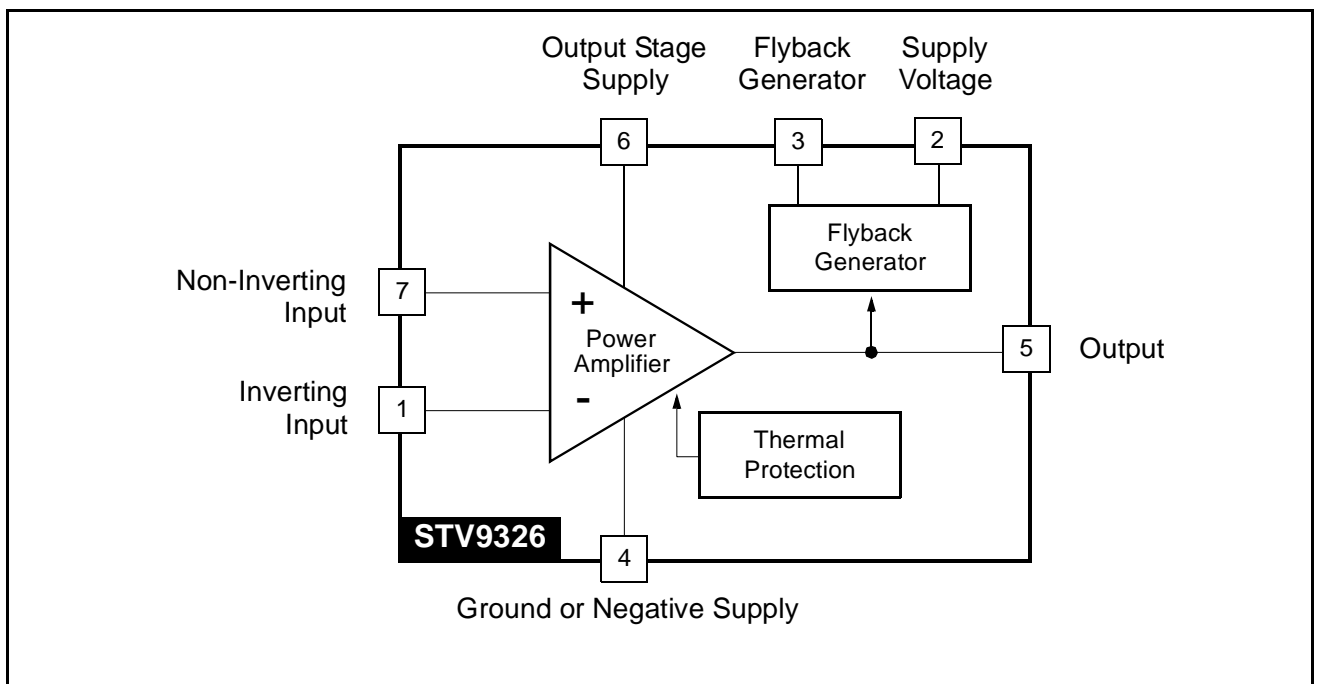 Output Stage
Supply
Flyback
Generator
Supply
Voltage
6
3
2
Flyback
Generator
Non-Inverting
Input
7
+
Power
Amplifier
5
Output
Inverting
Input
1
-
Thermal
Protection
STV9326
4
Ground or Negative Supply